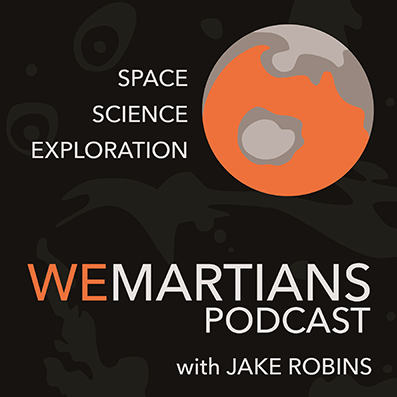 SPACE
SCIENCE
EXPLORATION
WEMARTIANS
PODCAST
with JAKE ROBINS